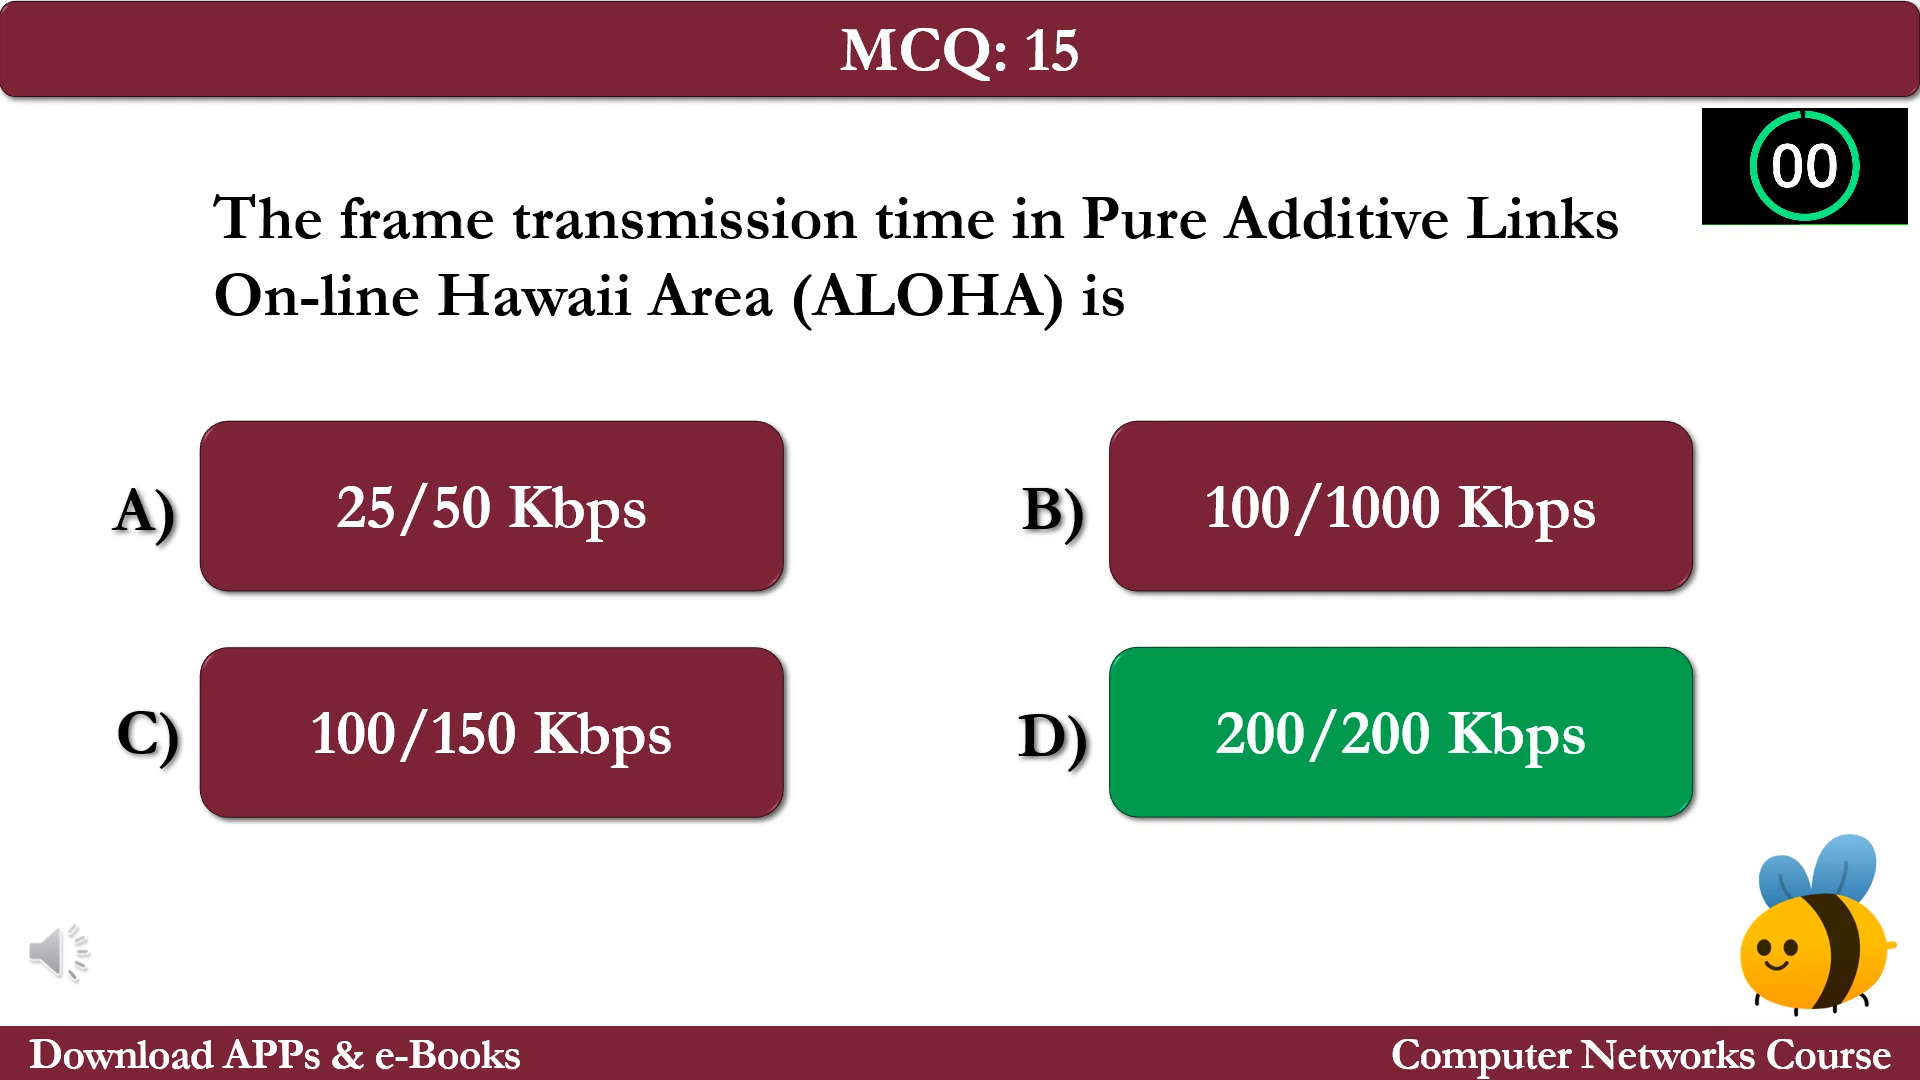 MCQ: 15
00
The frame transmission time in Pure Additive Links
On-line Hawaii Area (ALOHA) is
A) 25/50 Kbps
B) 100/1000 Kbps
C) 100/150 Kbps
D) 200/200 Kbps
Download APPs & e-Books
Computer Networks Course